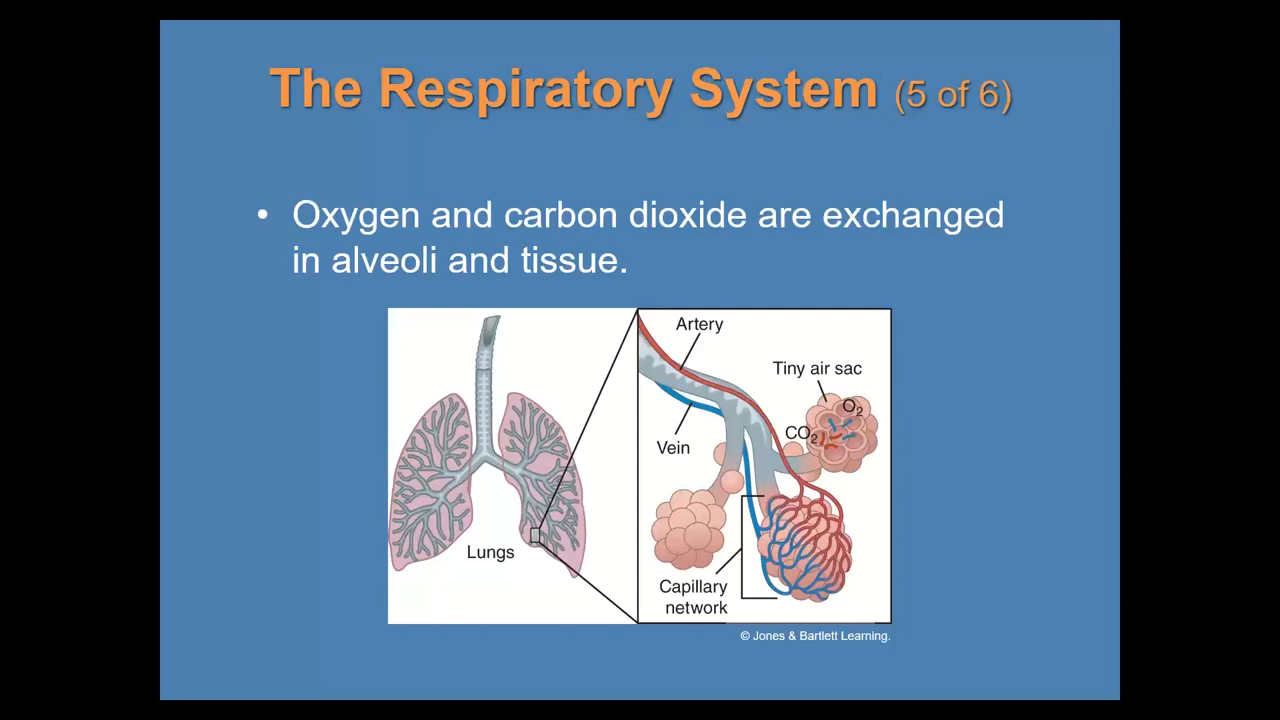 The Respiratory System (5 of 6)
• Oxygen and carbon dioxide are exchanged
in alveoli and tissue.
Artery
Tiny air sac
O₂
CO₂
Vein
Lungs
Capillary
network
© Jones & Bartlett Learning.